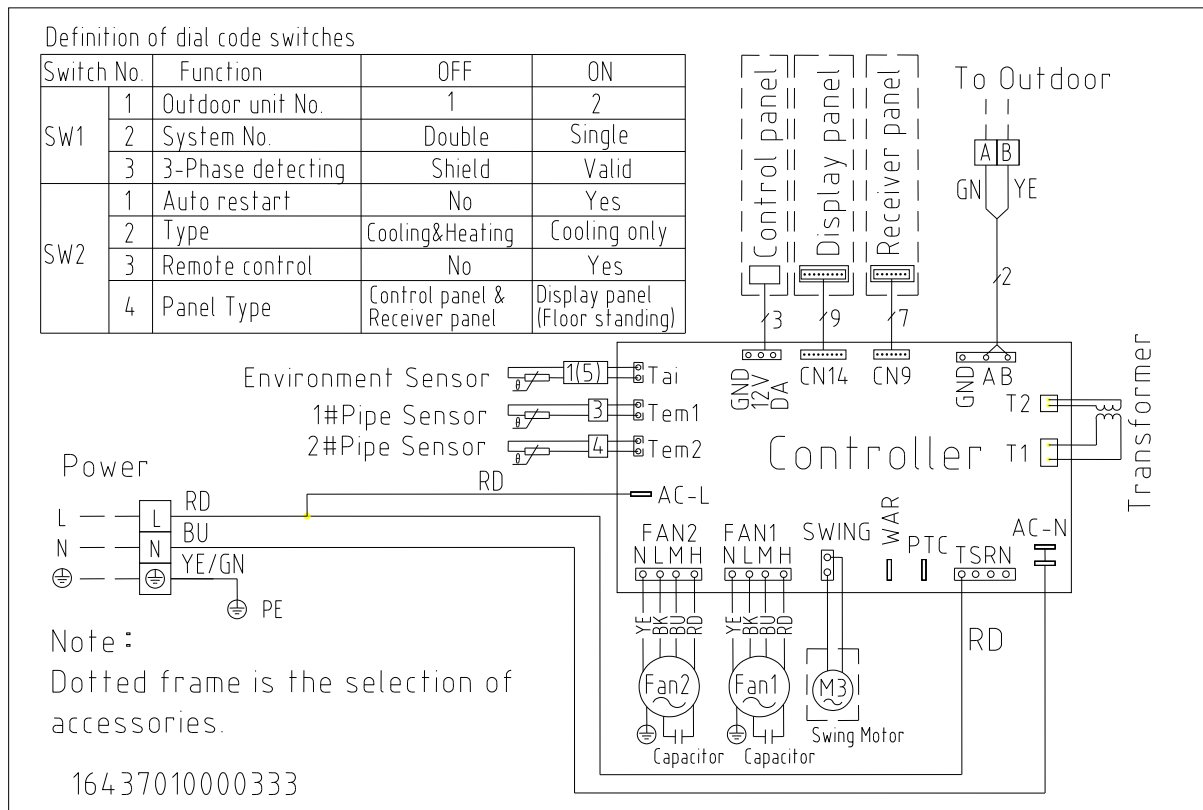 Definition of dial code switches
Switch No. Function OFF ON
SW1
1 Outdoor unit No. 1 2
2 System No. Double Single
3 3-Phase detecting Shield Valid
SW2
1 Auto restart No Yes
2 Type Cooling&Heating Cooling only
3 Remote control No Yes
4 Panel Type Control panel & Receiver panel Display panel (Floor standing)
Control panel
Display panel
Receiver panel
To Outdoor
A B
GN YE
2
3 9 7
GND 12V DA
CN14
CN9
GND A B
Environment Sensor 1(5) Tai
1#Pipe Sensor 3 Tem1
2#Pipe Sensor 4 Tem2
T2
T1
Transformer
Controller
Power
RD AC-L
L L RD
N N BU
YE/GN
PE
FAN2
N L M H
FAN1
N L M H
SWING
WAR
PTC
TSRN
AC-N
YE BK BU RD
YE BK BU RD
RD
Fan2
Fan1
M3
Capacitor
Capacitor
Swing Motor
Note:
Dotted frame is the selection of
accessories.
16437010000333